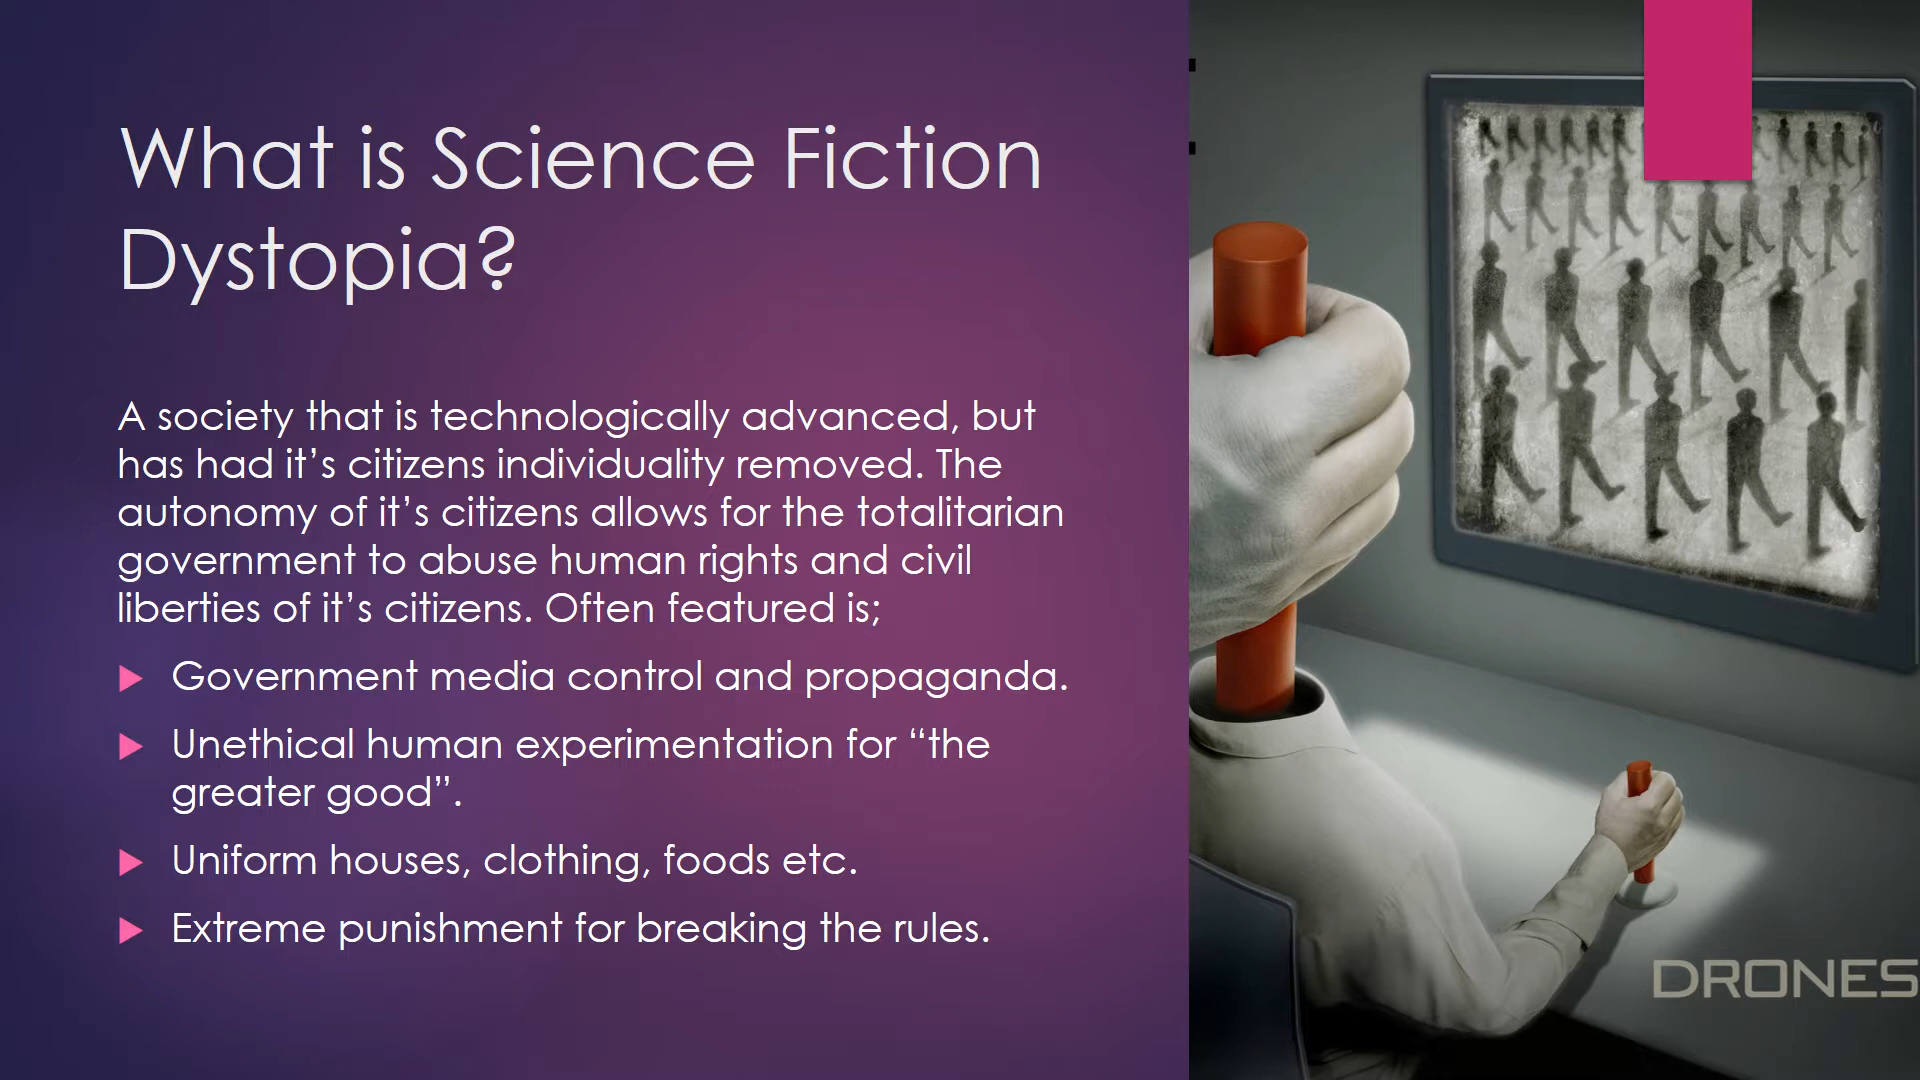 What is Science Fiction
Dystopia?
A society that is technologically advanced, but
has had it’s citizens individuality removed. The
autonomy of it’s citizens allows for the totalitarian
government to abuse human rights and civil
liberties of it’s citizens. Often featured is;
Government media control and propaganda.
Unethical human experimentation for “the
greater good”.
Uniform houses, clothing, foods etc.
Extreme punishment for breaking the rules.
DRONES